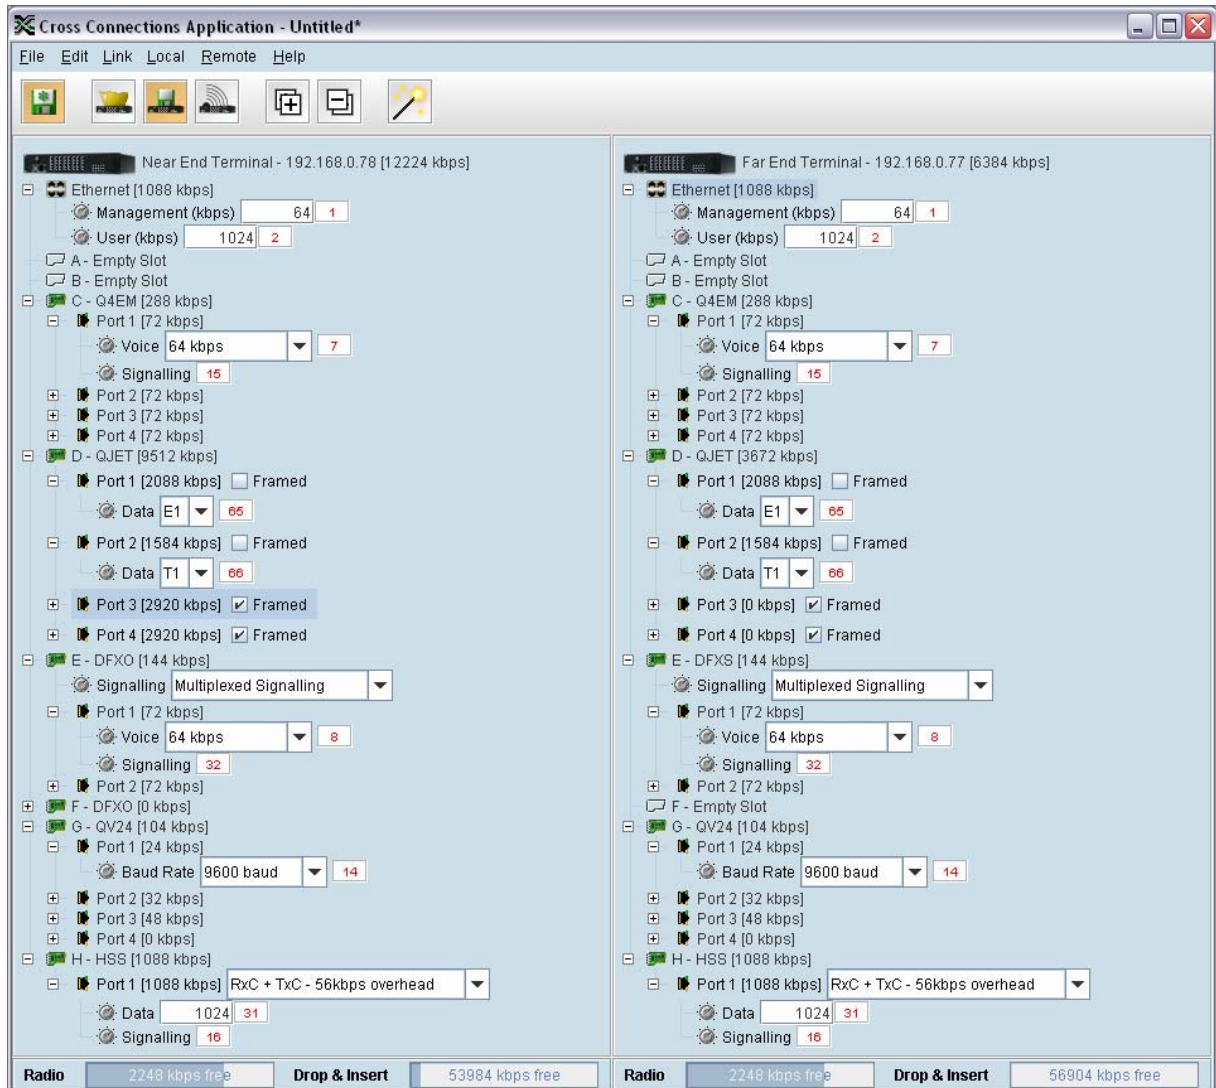 Cross Connections Application - Untitled*
File Edit Link Local Remote Help
Near End Terminal - 192.168.0.78 [12224 kbps]
Ethernet [1088 kbps]
Management (kbps) 64 1
User (kbps) 1024 2
A - Empty Slot
B - Empty Slot
C - Q4EM [288 kbps]
Port 1 [72 kbps]
Voice 64 kbps 7
Signalling 15
Port 2 [72 kbps]
Port 3 [72 kbps]
Port 4 [72 kbps]
D - QJET [9512 kbps]
Port 1 [2088 kbps] Framed
Data E1 65
Port 2 [1584 kbps] Framed
Data T1 66
Port 3 [2920 kbps] Framed
Port 4 [2920 kbps] Framed
E - DFXO [144 kbps]
Signalling Multiplexed Signalling
Port 1 [72 kbps]
Voice 64 kbps 8
Signalling 32
Port 2 [72 kbps]
F - DFXO [0 kbps]
G - QV24 [104 kbps]
Port 1 [24 kbps]
Baud Rate 9600 baud 14
Port 2 [32 kbps]
Port 3 [48 kbps]
Port 4 [0 kbps]
H - HSS [1088 kbps]
Port 1 [1088 kbps] RxC + TxC - 56kbps overhead
Data 1024 31
Signalling 16
Radio 2248 kbps free Drop & Insert 53984 kbps free
Far End Terminal - 192.168.0.77 [6384 kbps]
Ethernet [1088 kbps]
Management (kbps) 64 1
User (kbps) 1024 2
A - Empty Slot
B - Empty Slot
C - Q4EM [288 kbps]
Port 1 [72 kbps]
Voice 64 kbps 7
Signalling 15
Port 2 [72 kbps]
Port 3 [72 kbps]
Port 4 [72 kbps]
D - QJET [3672 kbps]
Port 1 [2088 kbps] Framed
Data E1 65
Port 2 [1584 kbps] Framed
Data T1 66
Port 3 [0 kbps] Framed
Port 4 [0 kbps] Framed
E - DFXS [144 kbps]
Signalling Multiplexed Signalling
Port 1 [72 kbps]
Voice 64 kbps 8
Signalling 32
Port 2 [72 kbps]
F - Empty Slot
G - QV24 [104 kbps]
Port 1 [24 kbps]
Baud Rate 9600 baud 14
Port 2 [32 kbps]
Port 3 [48 kbps]
Port 4 [0 kbps]
H - HSS [1088 kbps]
Port 1 [1088 kbps] RxC + TxC - 56kbps overhead
Data 1024 31
Signalling 16
Radio 2248 kbps free Drop & Insert 56904 kbps free